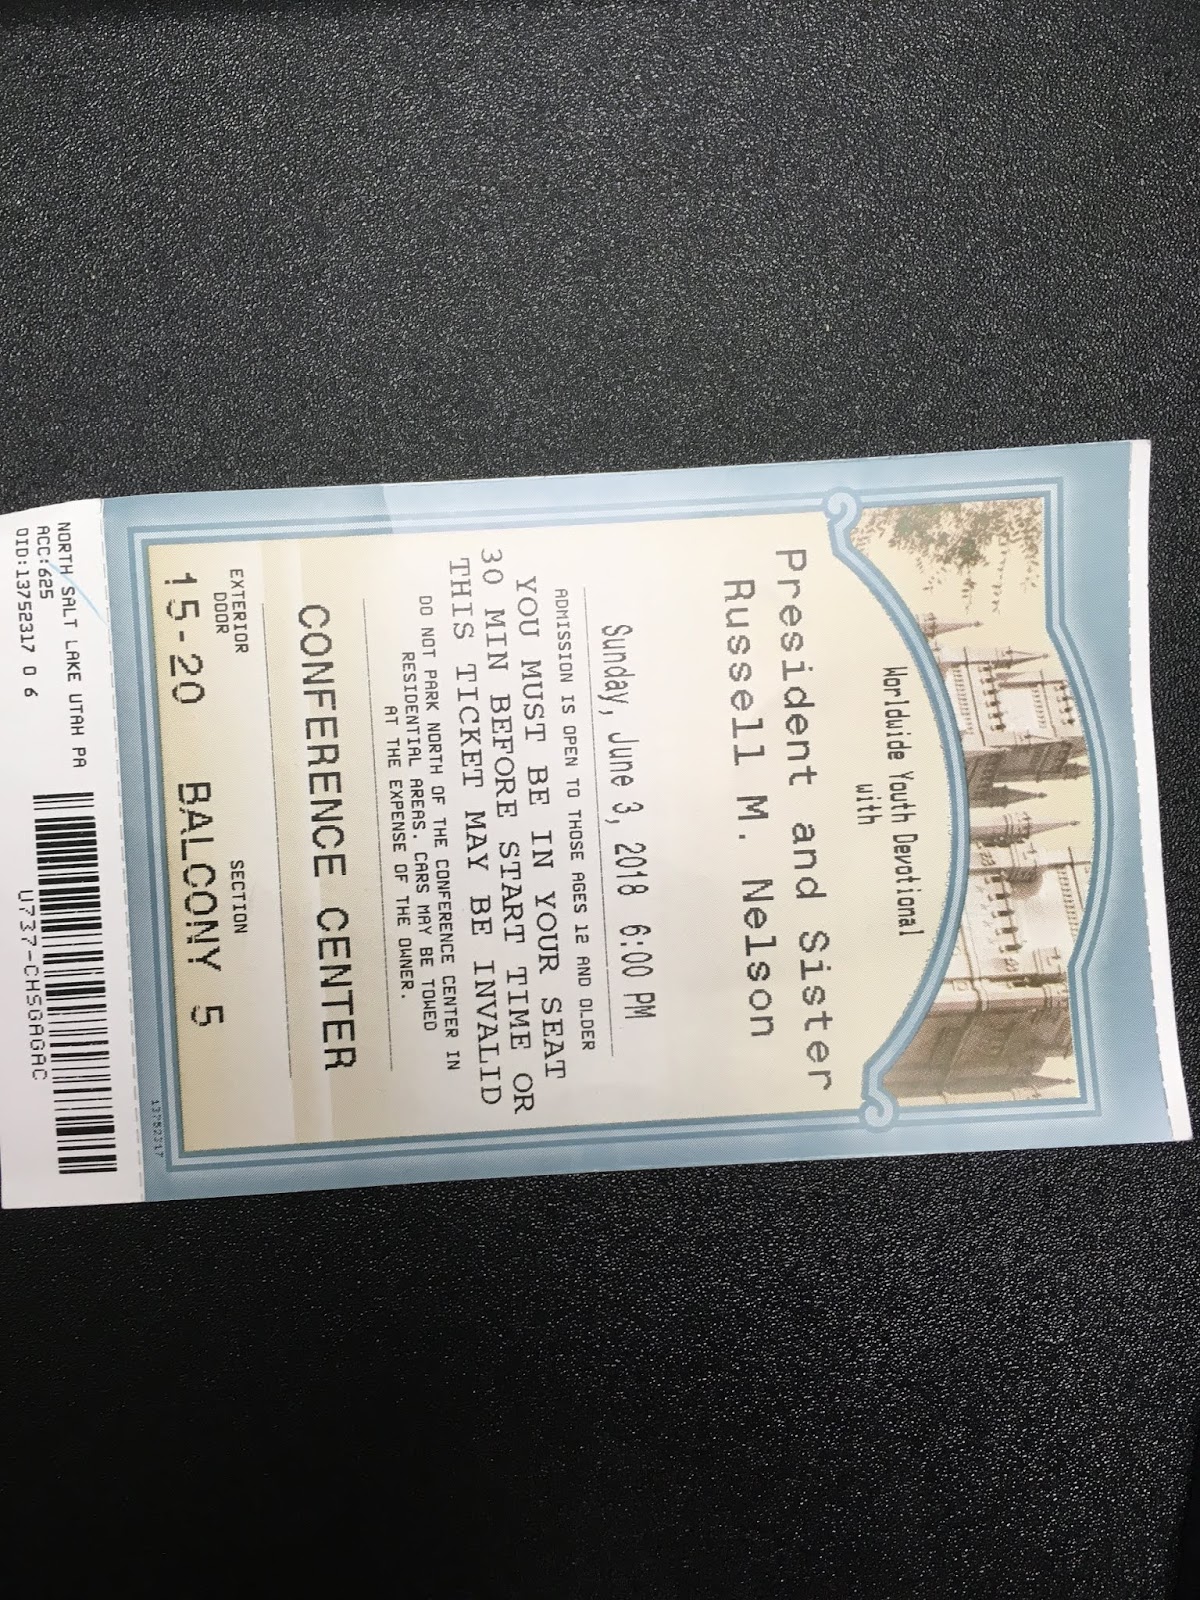 Worldwide Youth Devotional
with
President and Sister
Russell M. Nelson
Sunday, June 3, 2018 6:00 PM
ADMISSION IS OPEN TO THOSE AGES 12 AND OLDER
YOU MUST BE IN YOUR SEAT
30 MIN BEFORE START TIME OR
THIS TICKET MAY BE INVALID
DO NOT PARK NORTH OF THE CONFERENCE CENTER IN
RESIDENTIAL AREAS. CARS MAY BE TOWED
AT THE EXPENSE OF THE OWNER.
CONFERENCE CENTER
EXTERIOR SECTION
DOOR
15-20 BALCONY 5
13752317
NORTH SALT LAKE UTAH PA
ACC:625
OID:13752317 0 6
U737-CHSGAGAC